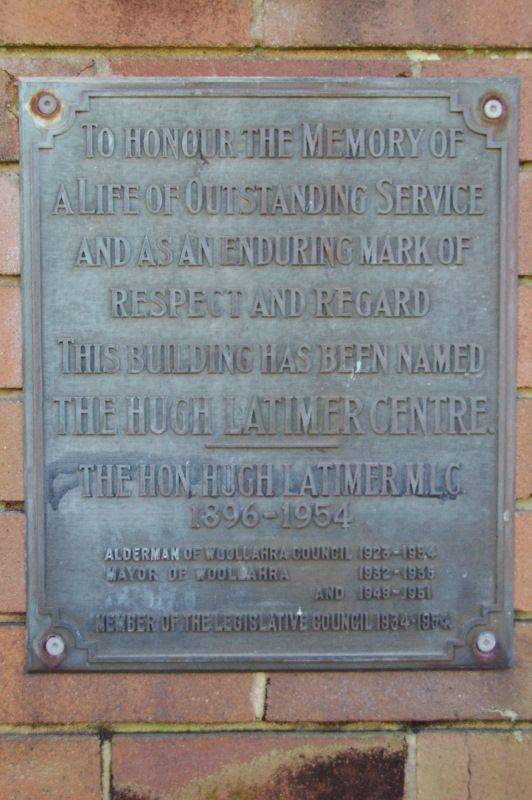 TO HONOUR THE MEMORY OF
A LIFE OF OUTSTANDING SERVICE
AND AS AN ENDURING MARK OF
RESPECT AND REGARD
THIS BUILDING HAS BEEN NAMED
THE HUGH LATIMER CENTRE.
THE HON. HUGH LATIMER M.L.C.
1896-1954
ALDERMAN OF WOOLLAHRA COUNCIL 1923-1954
MAYOR OF WOOLLAHRA
AND 1949-1951
MEMBER OF THE LEGISLATIVE COUNCIL 1934-1954